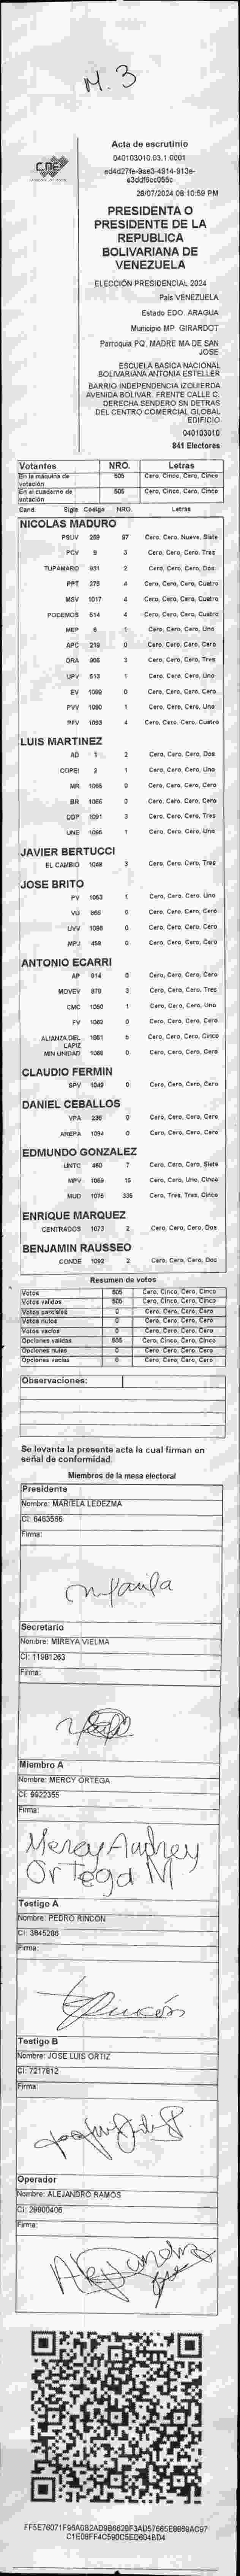 M. 3
CNE
Acta de escrutinio
040103010.03.1.0001
28/07/2024 06:10:59 PM
PRESIDENTA O
PRESIDENTE DE LA
REPUBLICA
BOLIVARIANA DE
VENEZUELA
ELECCIÓN PRESIDENCIAL 2024
Pais VENEZUELA
Estado EDO. ARAGUA
Municipio MP. GIRARDOT
Parroquia PQ. MADRE MA DE SAN
JOSE
ESCUELA BASICA NACIONAL
BOLIVARIANA ANTONIA ESTELLER
BARRIO INDEPENDENCIA IZQUIERDA
AVENIDA BOLIVAR. FRENTE CALLE C.
DERECHA SENDERO SN DETRAS
DEL CENTRO COMERCIAL GLOBAL
EDIFICIO
040103010
841 Electores
Votantes NRO. Letras
En la máquina de votación 505 Cero, Cinco, Cero, Cinco
En el cuaderno de votación 505 Cero, Cinco, Cero, Cinco
Cand. Sigla Código NRO. Letras
NICOLAS MADURO
PSUV 269 97 Cero, Cero, Nueve, Siete
PCV 9 3 Cero, Cero, Cero, Tres
TUPAMARO 931 2 Cero, Cero, Cero, Dos
PPT 276 4 Cero, Cero, Cero, Cuatro
MSV 1017 4 Cero, Cero, Cero, Cuatro
PODEMOS 614 4 Cero, Cero, Cero, Cuatro
MEP 6 1 Cero, Cero, Cero, Uno
APC 219 0 Cero, Cero, Cero, Cero
ORA 906 3 Cero, Cero, Cero, Tres
UPV 513 1 Cero, Cero, Cero, Uno
EV 1089 0 Cero, Cero, Cero, Cero
PVV 1090 1 Cero, Cero, Cero, Uno
PFV 1093 4 Cero, Cero, Cero, Cuatro
LUIS MARTINEZ
AD 1 2 Cero, Cero, Cero, Dos
COPEI 2 1 Cero, Cero, Cero, Uno
MR 1065 0 Cero, Cero, Cero, Cero
BR 1066 0 Cero, Cero, Cero, Cero
DDP 1091 3 Cero, Cero, Cero, Tres
UNE 1096 1 Cero, Cero, Cero, Uno
JAVIER BERTUCCI
EL CAMBIO 1048 3 Cero, Cero, Cero, Tres
JOSE BRITO
PV 1063 1 Cero, Cero, Cero, Uno
VU 868 0 Cero, Cero, Cero, Cero
UVV 1086 0 Cero, Cero, Cero, Cero
MPJ 458 0 Cero, Cero, Cero, Cero
ANTONIO ECARRI
AP 914 0 Cero, Cero, Cero, Cero
MOVEV 978 3 Cero, Cero, Cero, Tres
CMC 1050 1 Cero, Cero, Cero, Uno
FV 1062 0 Cero, Cero, Cero, Cero
ALIANZA DEL LAPIZ 1051 5 Cero, Cero, Cero, Cinco
MIN UNIDAD 1068 0 Cero, Cero, Cero, Cero
CLAUDIO FERMIN
SPV 1049 0 Cero, Cero, Cero, Cero
DANIEL CEBALLOS
VPA 236 0 Cero, Cero, Cero, Cero
AREPA 1094 0 Cero, Cero, Cero, Cero
EDMUNDO GONZALEZ
UNTC 460 7 Cero, Cero, Cero, Siete
MPV 1069 15 Cero, Cero, Uno, Cinco
MUD 1076 335 Cero, Tres, Tres, Cinco
ENRIQUE MARQUEZ
CENTRADOS 1073 2 Cero, Cero, Cero, Dos
BENJAMIN RAUSSEO
CONDE 1092 2 Cero, Cero, Cero, Dos
Resumen de votos
Votos 505 Cero, Cinco, Cero, Cinco
Votos validos 505 Cero, Cinco, Cero, Cinco
Votos parciales 0 Cero, Cero, Cero, Cero
Votos nulos 0 Cero, Cero, Cero, Cero
Votos vacios 0 Cero, Cero, Cero, Cero
Opciones validas 505 Cero, Cinco, Cero, Cinco
Opciones nulas 0 Cero, Cero, Cero, Cero
Opciones vacias 0 Cero, Cero, Cero, Cero
Observaciones:
Se levanta la presente acta la cual firman en
señal de conformidad.
Miembros de la mesa electoral
Presidente
Nombre: MARIELA LEDEZMA
CI: 6463566
Firma:
Secretario
Nombre: MIREYA VIELMA
CI: 11981263
Firma:
Miembro A
Nombre: MERCY ORTEGA
CI: 9922355
Firma:
Mercy Audrey
Ortega M
Testigo A
Nombre: PEDRO RINCON
CI: 3845286
Firma:
Testigo B
Nombre: JOSE LUIS ORTIZ
CI: 7217812
Firma:
Operador
Nombre: ALEJANDRO RAMOS
CI: 29900406
Firma:
Alejandro